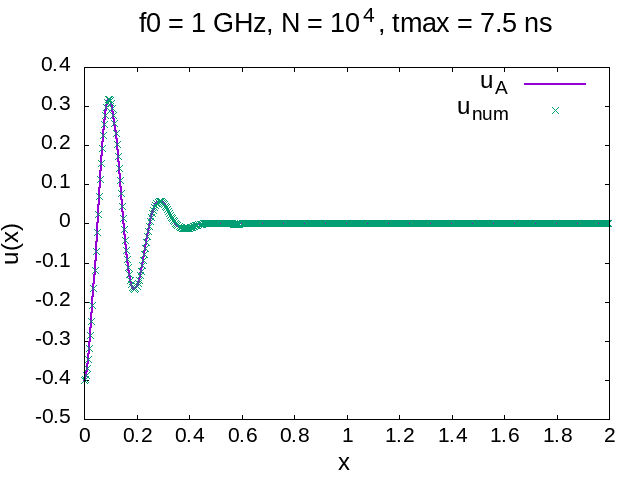 f0 = 1 GHz, N = 10^4, tmax = 7.5 ns
u_A
u_num
0.4
0.3
0.2
0.1
0
-0.1
-0.2
-0.3
-0.4
-0.5
u(x)
0 0.2 0.4 0.6 0.8 1 1.2 1.4 1.6 1.8 2
x